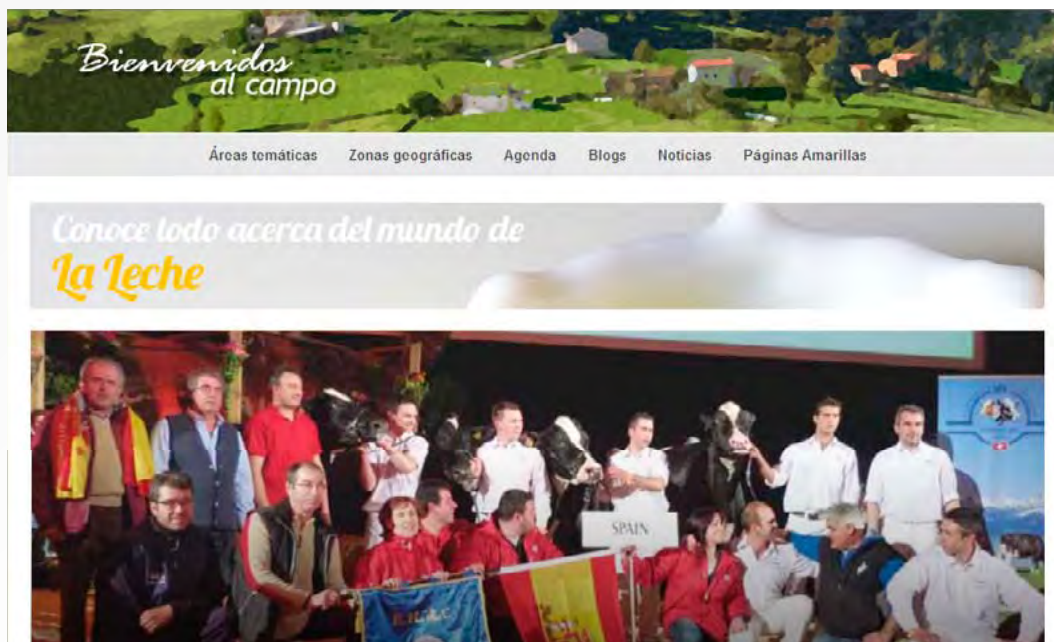 Bienvenidos
al campo
Áreas temáticas Zonas geográficas Agenda Blogs Noticias Páginas Amarillas
Conoce todo acerca del mundo de
La Leche
SPAIN